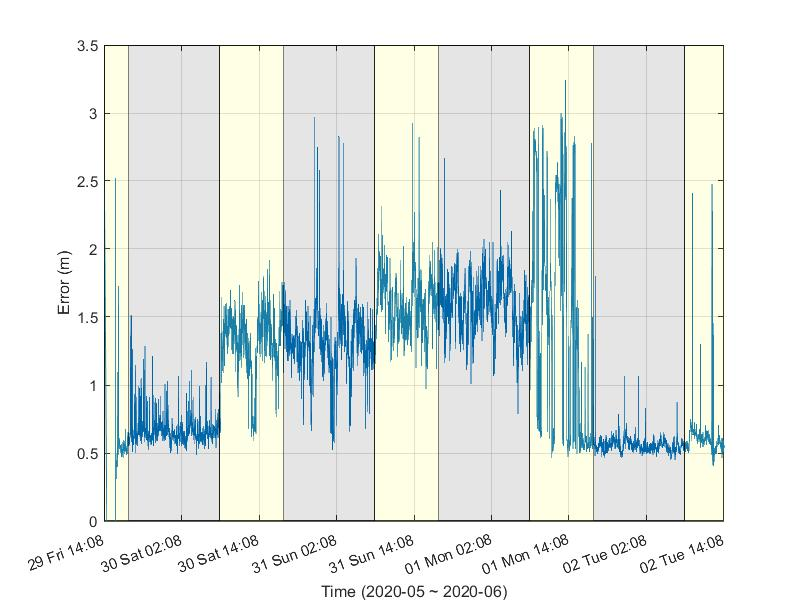 3.5
3
2.5
2
1.5
1
0.5
0
Error (m)
29 Fri 14:08
30 Sat 02:08
30 Sat 14:08
31 Sun 02:08
31 Sun 14:08
01 Mon 02:08
01 Mon 14:08
02 Tue 02:08
02 Tue 14:08
Time (2020-05 ~ 2020-06)